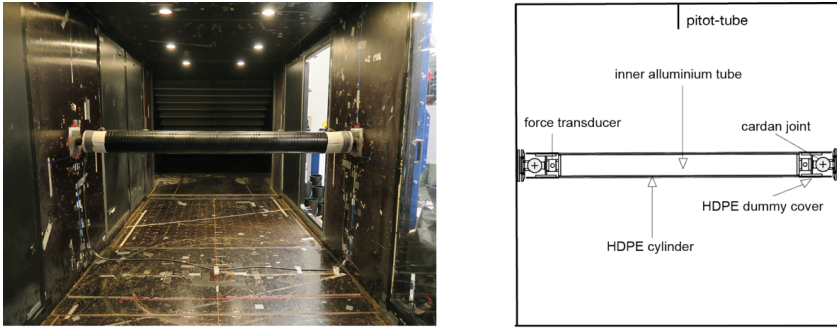 pitot-tube
inner alluminium tube
force transducer
cardan joint
HDPE dummy cover
HDPE cylinder